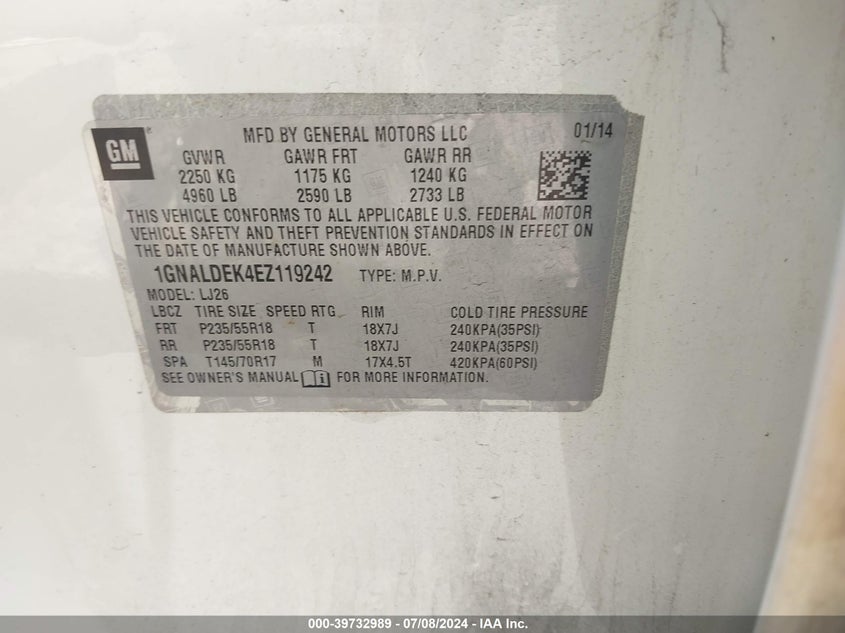 GM
MFD BY GENERAL MOTORS LLC 01/14
GVWR GAWR FRT GAWR RR
2250 KG 1175 KG 1240 KG
4960 LB 2590 LB 2733 LB
THIS VEHICLE CONFORMS TO ALL APPLICABLE U.S. FEDERAL MOTOR
VEHICLE SAFETY AND THEFT PREVENTION STANDARDS IN EFFECT ON
THE DATE OF MANUFACTURE SHOWN ABOVE.
1GNALDEK4EZ119242 TYPE: M.P.V.
MODEL: LJ26
LBCZ TIRE SIZE SPEED RTG RIM COLD TIRE PRESSURE
FRT P235/55R18 T 18X7J 240KPA(35PSI)
RR P235/55R18 T 18X7J 240KPA(35PSI)
SPA T145/70R17 M 17X4.5T 420KPA(60PSI)
SEE OWNER'S MANUAL FOR MORE INFORMATION.
000-39732989 - 07/08/2024 - IAA Inc.